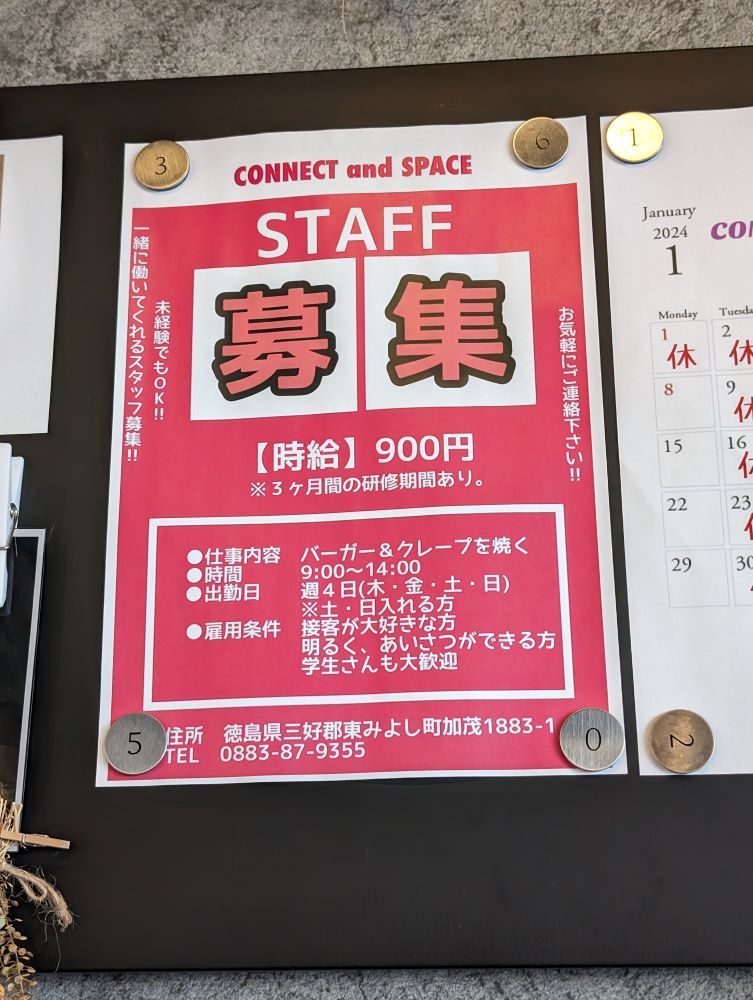 CONNECT and SPACE
STAFF
募集
一緒に働いてくれるスタッフ募集!!
未経験でもOK!!
お気軽にご連絡下さい!!
【時給】900円
※3ヶ月間の研修期間あり。
●仕事内容 バーガー&クレープを焼く
●時間 9:00〜14:00
●出勤日 週4日(木・金・土・日)
※土・日入れる方
●雇用条件 接客が大好きな方
明るく、あいさつができる方
学生さんも大歓迎
住所 徳島県三好郡東みよし町加茂1883-1
TEL 0883-87-9355
3
6
1
5
0
2
January
2024
1
Monday
1 休 2 休
8 9
15 16
22 23
29 30